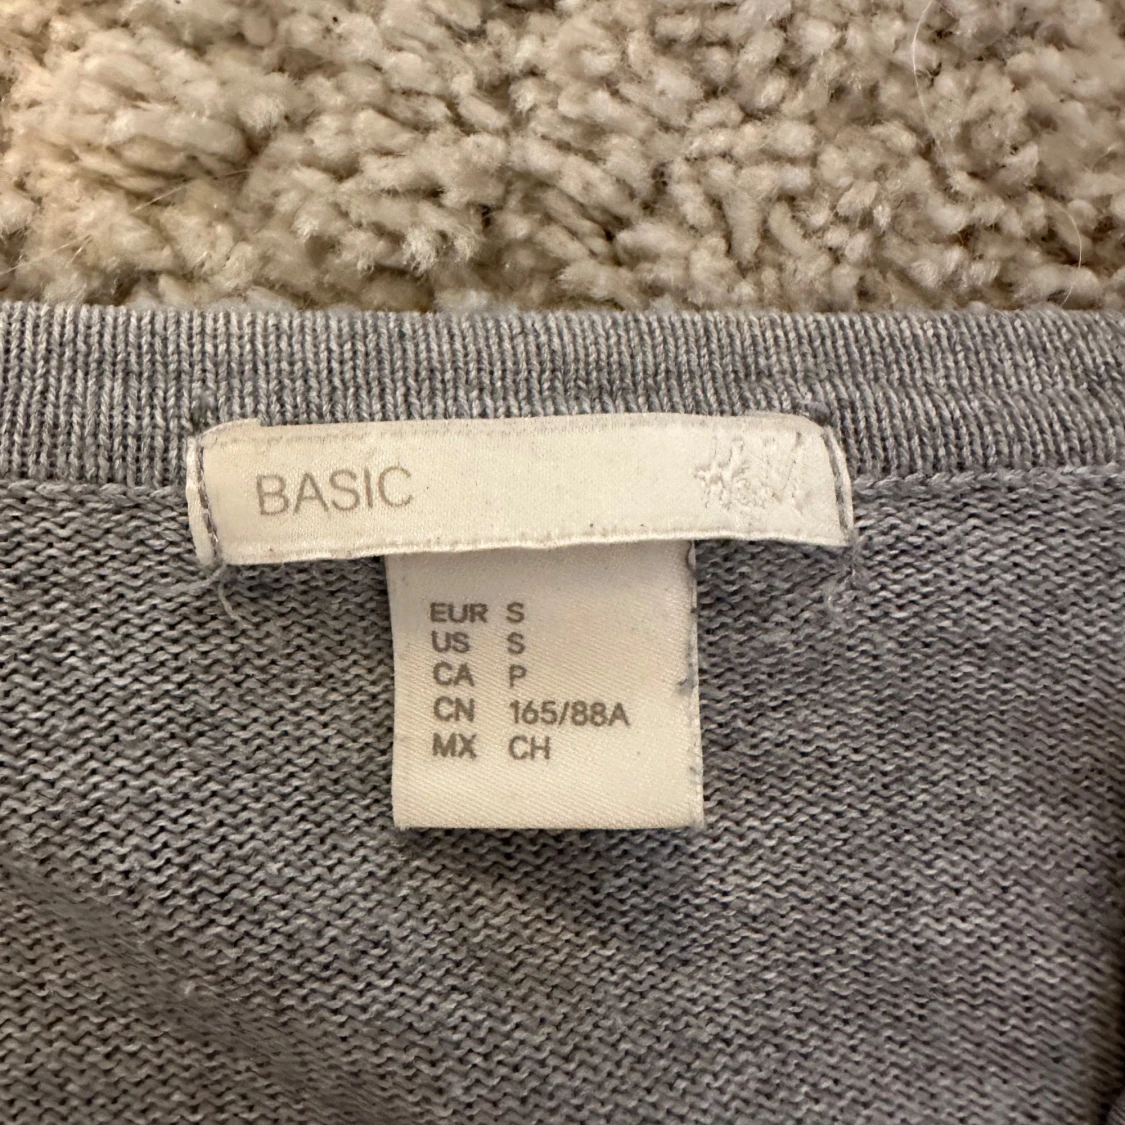 BASIC H&M
EUR S
US S
CA P
CN 165/88A
MX CH